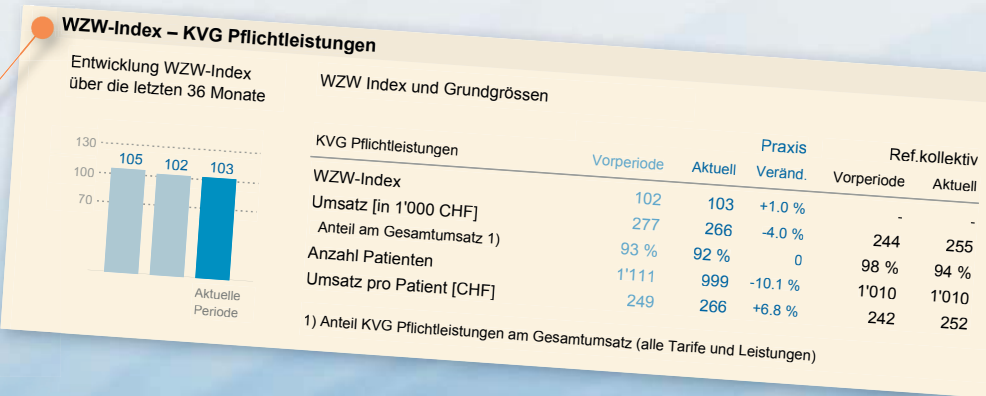 WZW-Index – KVG Pflichtleistungen
Entwicklung WZW-Index
über die letzten 36 Monate
130
100
70
105 102 103
Aktuelle
Periode
WZW Index und Grundgrössen
Praxis Ref.kollektiv
KVG Pflichtleistungen Vorperiode Aktuell Veränd. Vorperiode Aktuell
WZW-Index 102 103 +1.0 % - -
Umsatz [in 1'000 CHF] 277 266 -4.0 % 244 255
Anteil am Gesamtumsatz 1) 93 % 92 % 0 98 % 94 %
Anzahl Patienten 1'111 999 -10.1 % 1'010 1'010
Umsatz pro Patient [CHF] 249 266 +6.8 % 242 252
1) Anteil KVG Pflichtleistungen am Gesamtumsatz (alle Tarife und Leistungen)